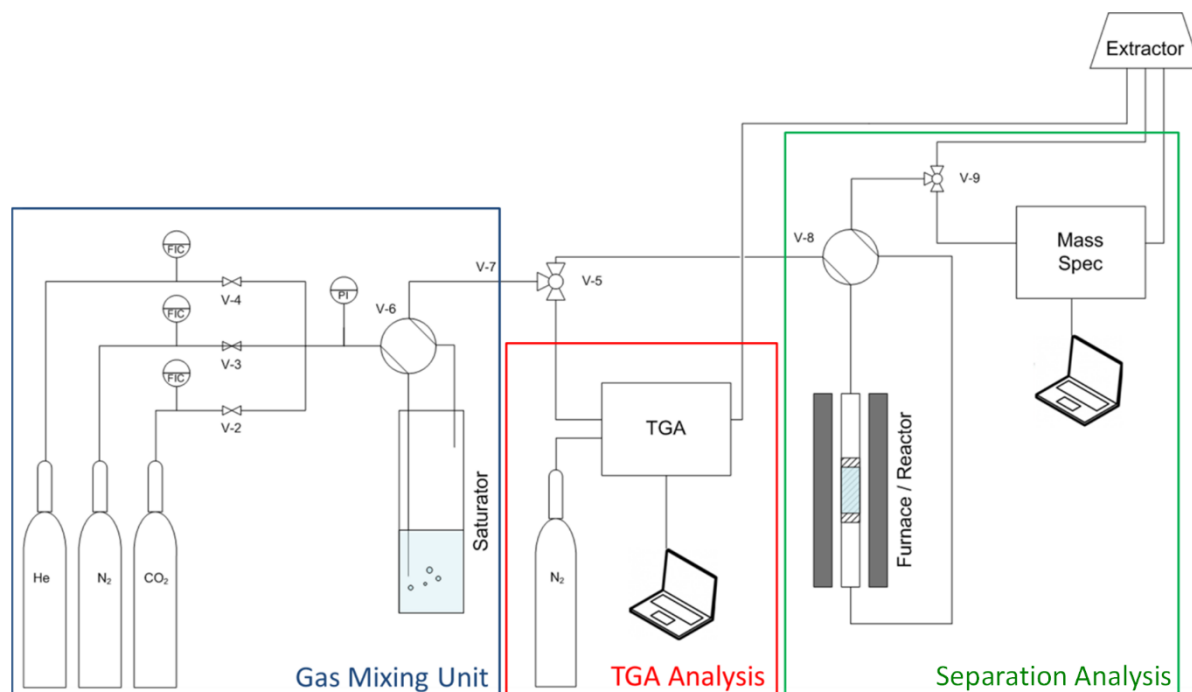 Extractor
FIC
V-4
FIC
V-3
FIC
V-2
PI
V-6
V-7
V-5
V-8
V-9
Mass
Spec
TGA
Saturator
Furnace / Reactor
He
N₂
CO₂
N₂
Gas Mixing Unit
TGA Analysis
Separation Analysis